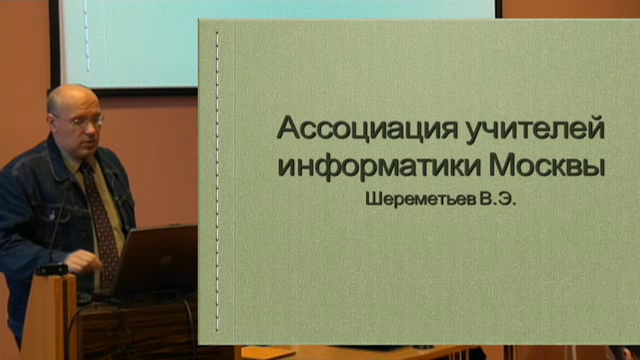 Ассоциация учителей
информатики Москвы
Шереметьев В.Э.